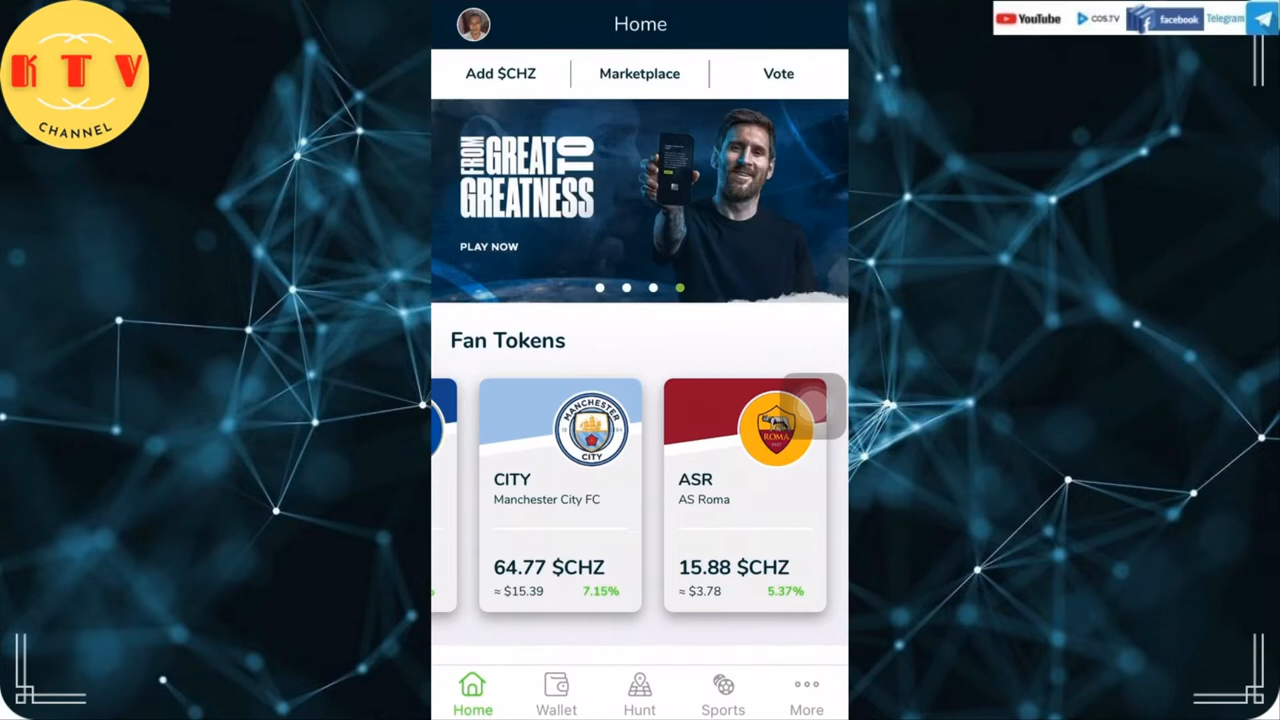 K T V
CHANNEL
YouTube
COS.TV
facebook
Telegram
Home
Add $CHZ
Marketplace
Vote
FROM GREAT TO
GREATNESS
PLAY NOW
Fan Tokens
MANCHESTER
CITY
CITY
Manchester City FC
64.77 $CHZ
≈ $15.39
7.15%
ROMA
ASR
AS Roma
15.88 $CHZ
≈ $3.78
5.37%
Home
Wallet
Hunt
Sports
More